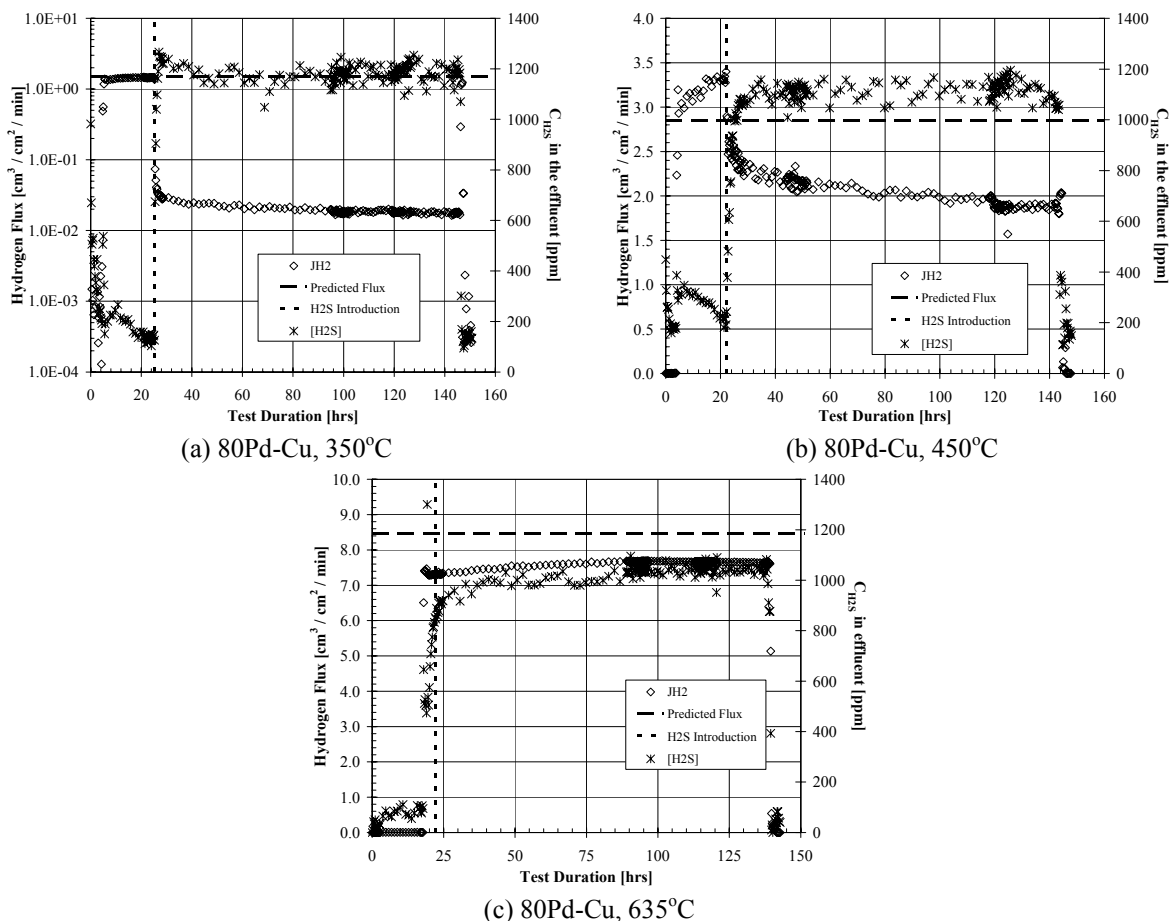 1.0E+01
1.0E+00
1.0E-01
1.0E-02
1.0E-03
1.0E-04
Hydrogen Flux [cm3 / cm2 / min]
1400
1200
1000
800
600
400
200
0
CH2S in the effluent [ppm]
JH2
Predicted Flux
H2S Introduction
[H2S]
0 20 40 60 80 100 120 140 160
Test Duration [hrs]
(a) 80Pd-Cu, 350oC
4.0
3.5
3.0
2.5
2.0
1.5
1.0
0.5
0.0
Hydrogen Flux [cm3 / cm2 / min]
1400
1200
1000
800
600
400
200
0
CH2S in the effluent [ppm]
JH2
Predicted Flux
H2S Introduction
[H2S]
0 20 40 60 80 100 120 140 160
Test Duration [hrs]
(b) 80Pd-Cu, 450oC
10.0
9.0
8.0
7.0
6.0
5.0
4.0
3.0
2.0
1.0
0.0
Hydrogen Flux [cm3 / cm2 / min]
1400
1200
1000
800
600
400
200
0
CH2S in effluent [ppm]
JH2
Predicted Flux
H2S Introduction
[H2S]
0 25 50 75 100 125 150
Test Duration [hrs]
(c) 80Pd-Cu, 635oC